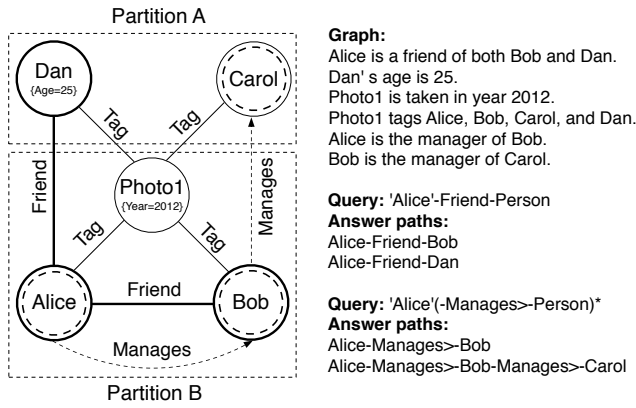 Partition A
Dan
{Age=25}
Carol
Tag
Tag
Friend
Photo1
{Year=2012}
Manages
Tag
Tag
Alice
Friend
Bob
Manages
Partition B
Graph:
Alice is a friend of both Bob and Dan.
Dan' s age is 25.
Photo1 is taken in year 2012.
Photo1 tags Alice, Bob, Carol, and Dan.
Alice is the manager of Bob.
Bob is the manager of Carol.
Query: 'Alice'-Friend-Person
Answer paths:
Alice-Friend-Bob
Alice-Friend-Dan
Query: 'Alice'(-Manages>-Person)*
Answer paths:
Alice-Manages>-Bob
Alice-Manages>-Bob-Manages>-Carol